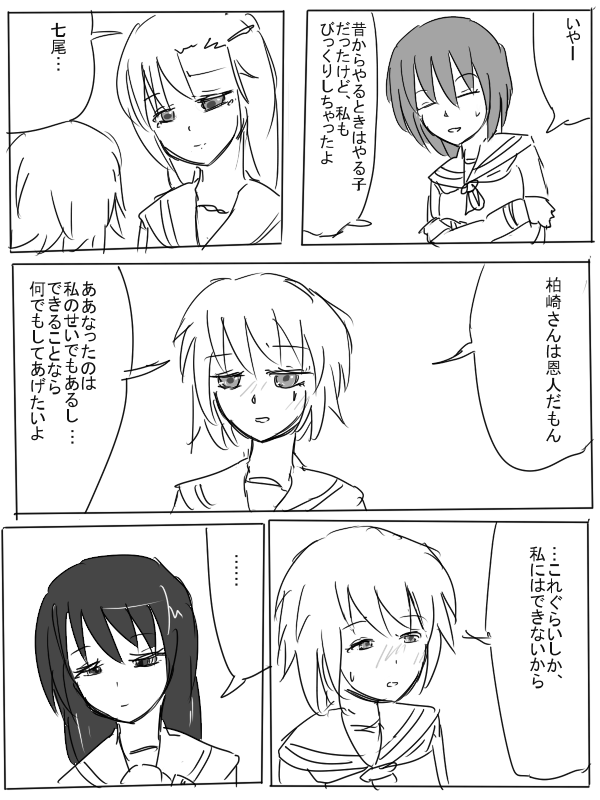 いやー
昔からやるときはやる子
だったけど、私も
びっくりしちゃったよ
七尾…
柏崎さんは恩人だもん
ああなったのは
私のせいでもあるし…
できることなら
何でもしてあげたいよ
…これぐらいしか、
私にはできないから
……